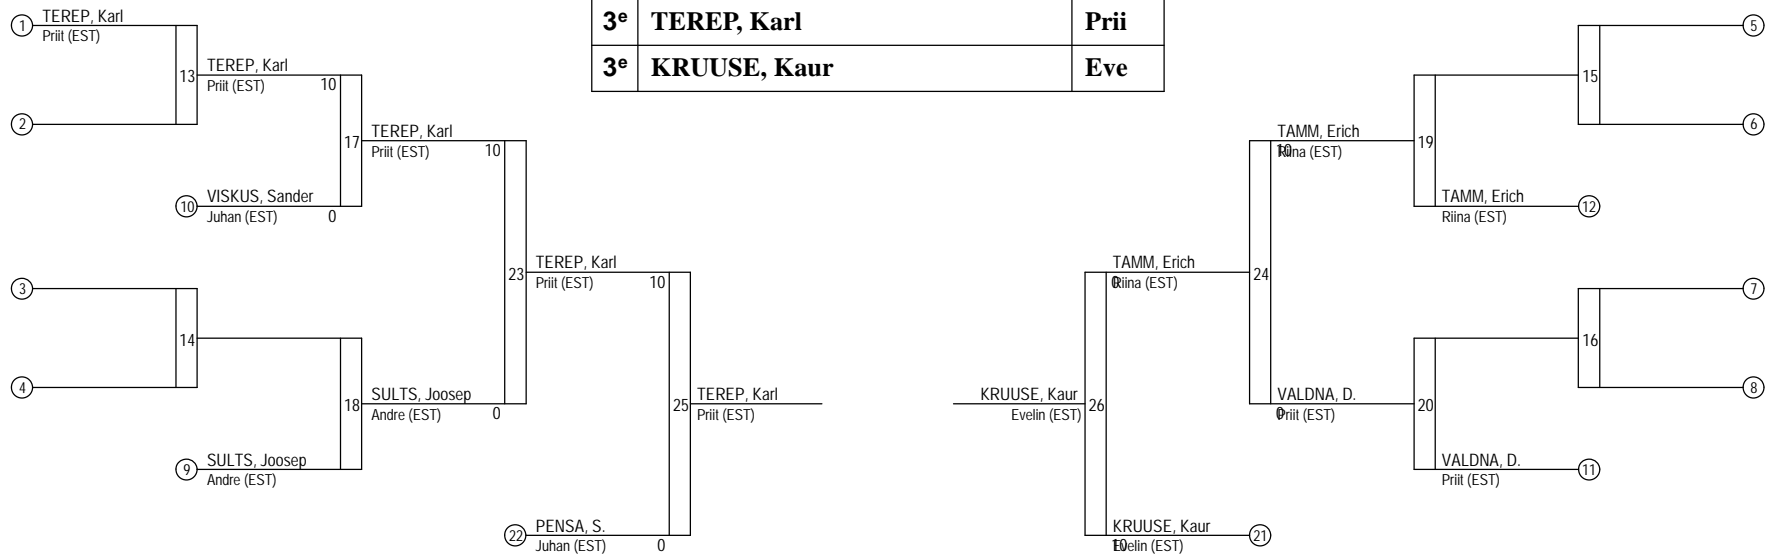 3e TEREP, Karl Prii
3e KRUUSE, Kaur Eve
1 TEREP, Karl
Priit (EST)
2
13 TEREP, Karl
Priit (EST) 10
10 VISKUS, Sander
Juhan (EST) 0
17 TEREP, Karl
Priit (EST) 10
3
4
14
9 SULTS, Joosep
Andre (EST)
18 SULTS, Joosep
Andre (EST) 0
23 TEREP, Karl
Priit (EST) 10
22 PENSA, S.
Juhan (EST) 0
25 TEREP, Karl
Priit (EST)
KRUUSE, Kaur 26
Evelin (EST)
TAMM, Erich 24
0 Riina (EST)
KRUUSE, Kaur 21
10 Evelin (EST)
TAMM, Erich 19
10 Riina (EST)
VALDNA, D. 20
0 Priit (EST)
15
5
6
TAMM, Erich 12
Riina (EST)
16
7
8
VALDNA, D. 11
Priit (EST)